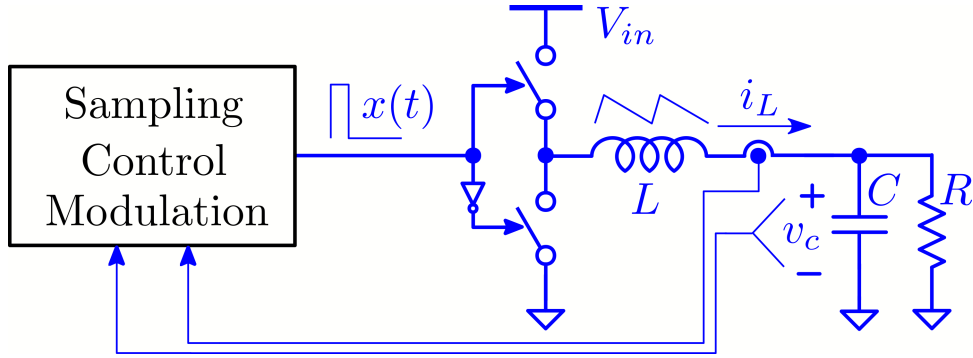 V_in
Sampling
Control
Modulation
x(t)
i_L
L
+
v_c
−
C
R